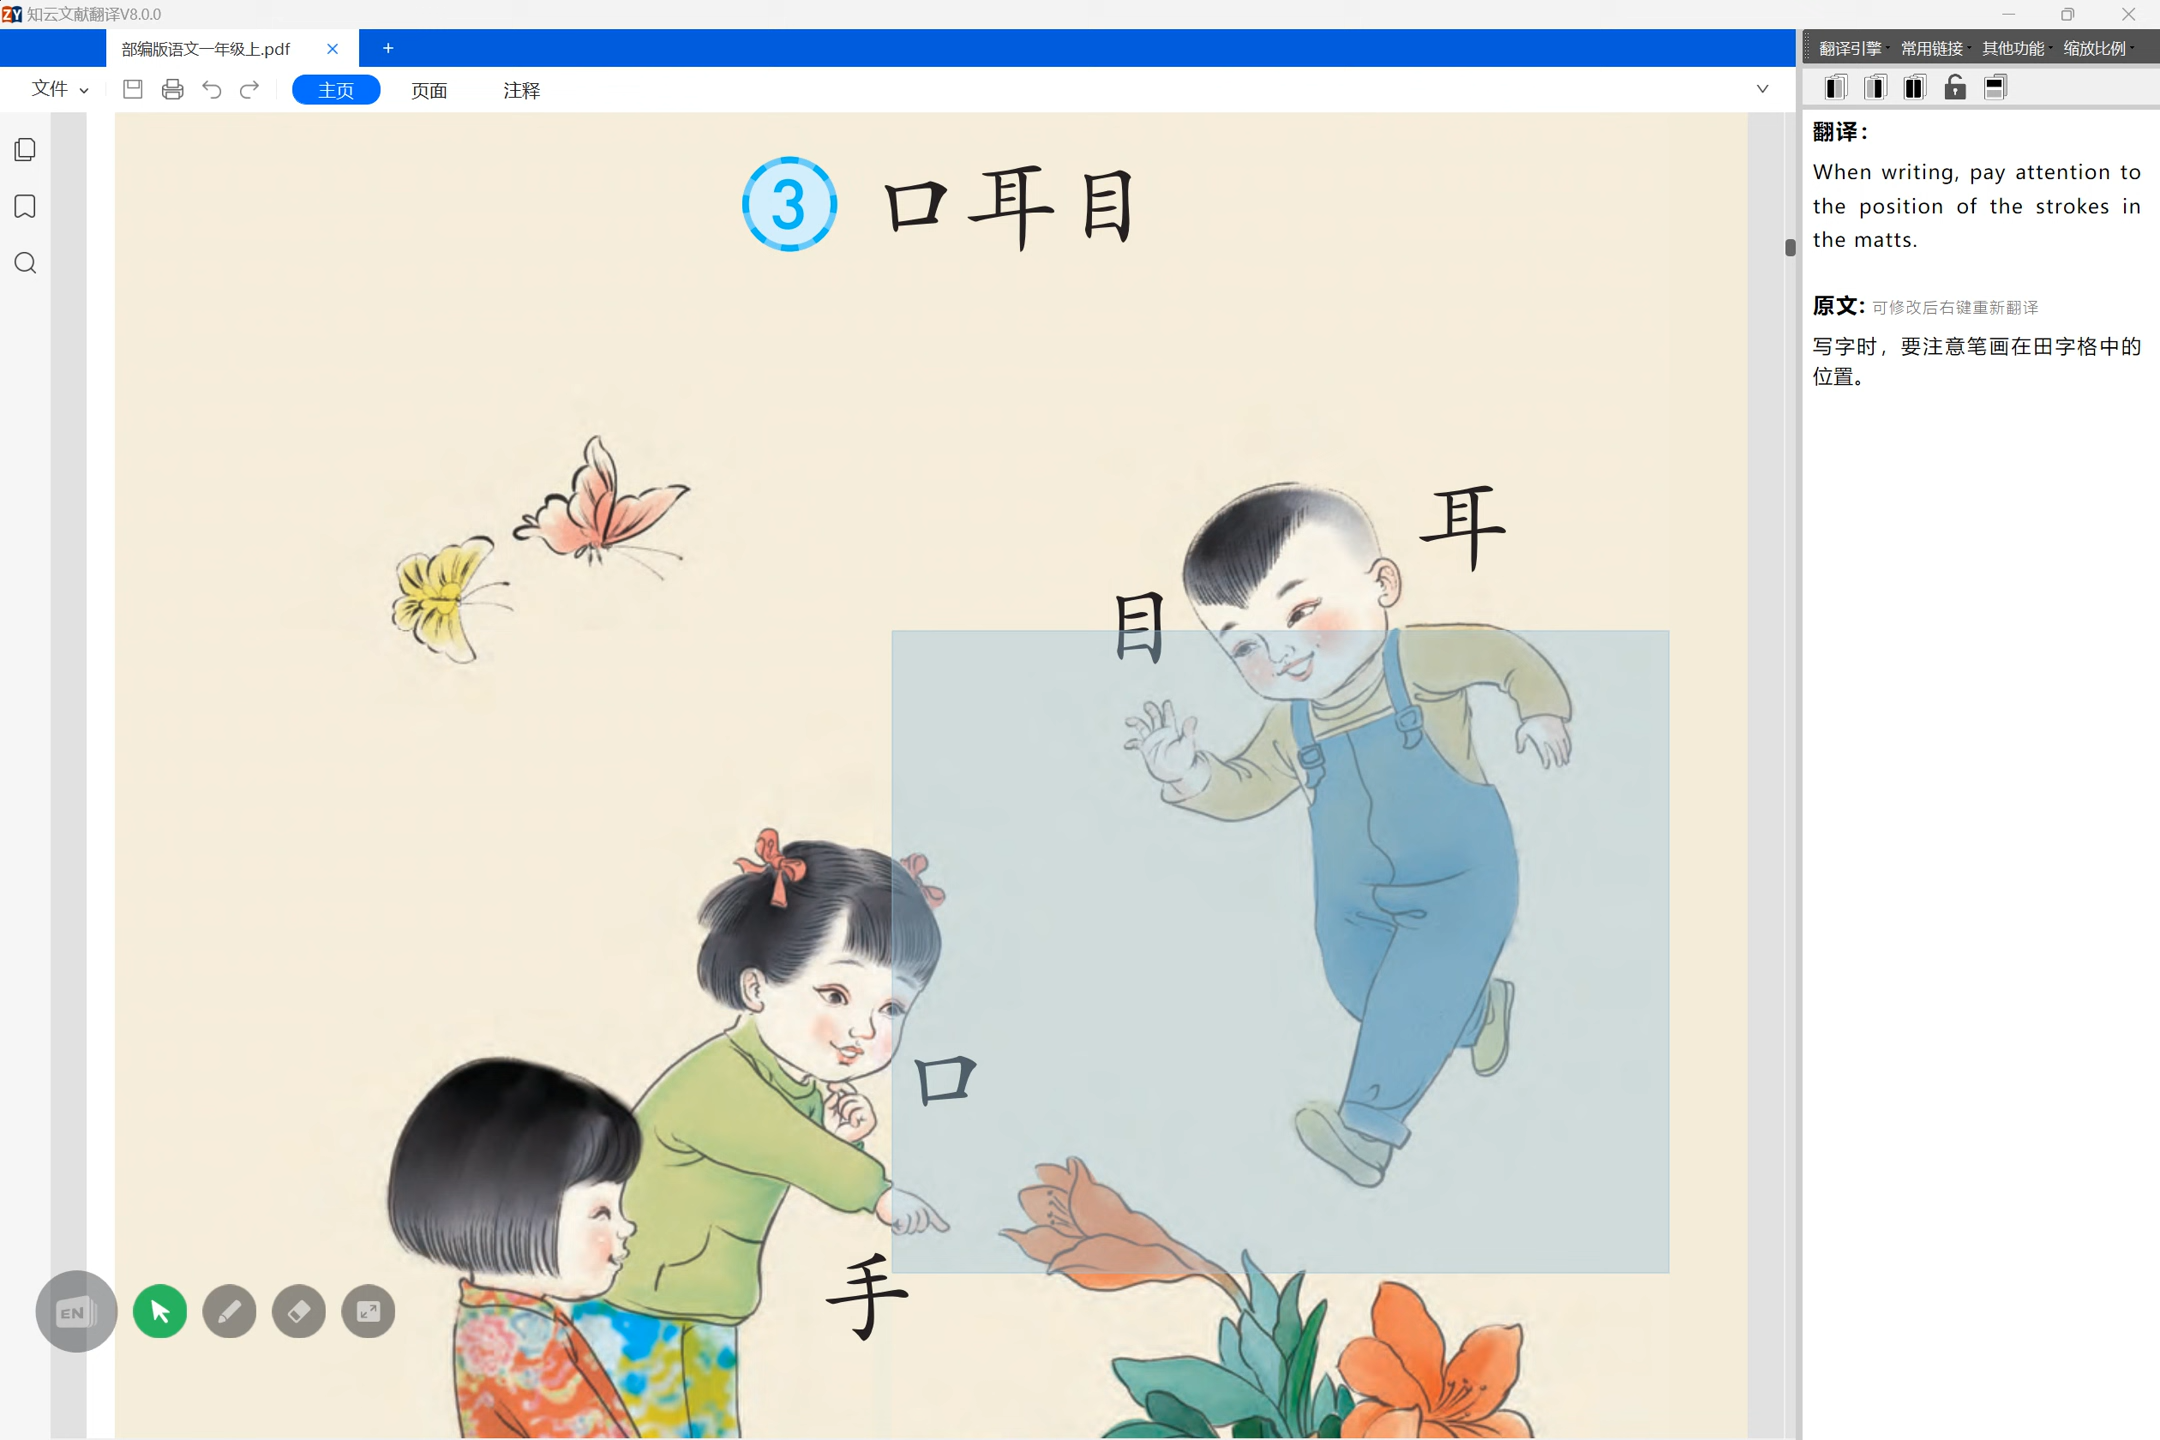 知云文献翻译V8.0.0
部编版语文一年级上.pdf
文件
主页
页面
注释
翻译引擎 常用链接 其他功能 缩放比例
3 口耳目
耳
目
口
手
EN
翻译：
When writing, pay attention to
the position of the strokes in
the matts.
原文: 可修改后右键重新翻译
写字时，要注意笔画在田字格中的
位置。